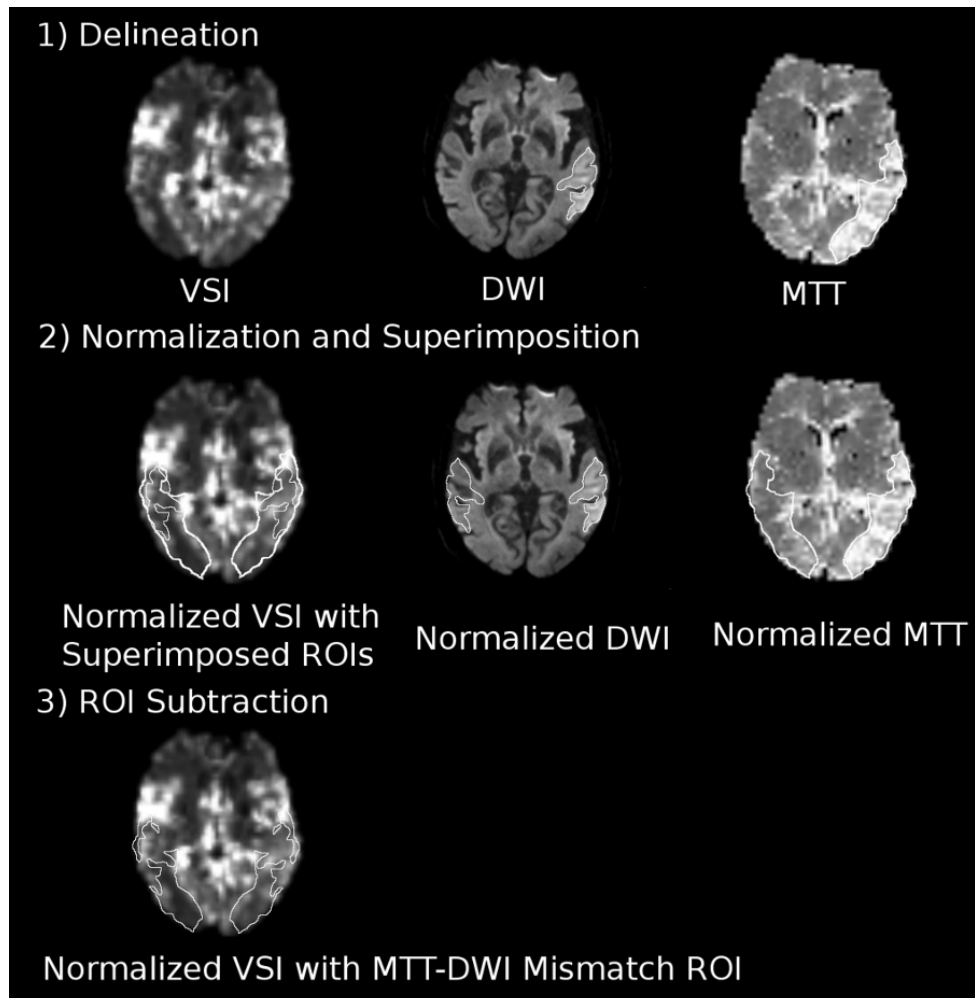 1) Delineation
VSI
DWI
MTT
2) Normalization and Superimposition
Normalized VSI with
Superimposed ROIs
Normalized DWI
Normalized MTT
3) ROI Subtraction
Normalized VSI with MTT-DWI Mismatch ROI